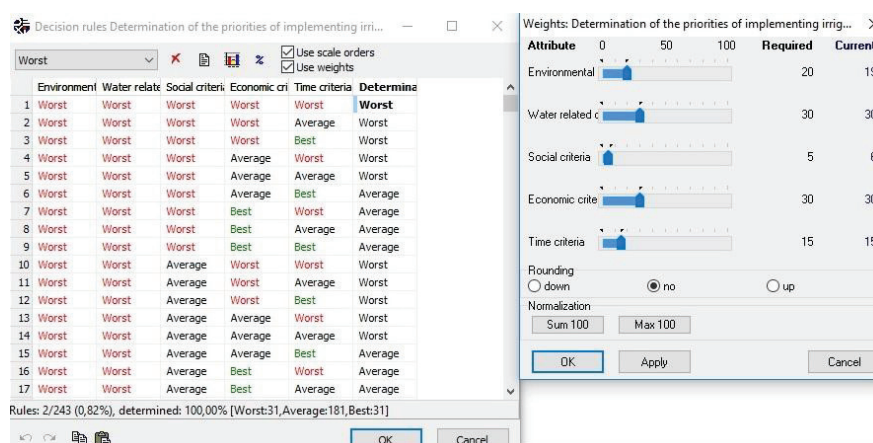 Decision rules Determination of the priorities of implementing irri...
Worst
%
Use scale orders
Use weights
Environment Water relate Social criteri Economic cri Time criteria Determina
1 Worst Worst Worst Worst Worst Worst
2 Worst Worst Worst Worst Average Worst
3 Worst Worst Worst Worst Best Worst
4 Worst Worst Worst Average Worst Worst
5 Worst Worst Worst Average Average Worst
6 Worst Worst Worst Average Best Average
7 Worst Worst Worst Best Worst Average
8 Worst Worst Worst Best Average Average
9 Worst Worst Worst Best Best Average
10 Worst Worst Average Worst Worst Worst
11 Worst Worst Average Worst Average Worst
12 Worst Worst Average Worst Best Worst
13 Worst Worst Average Average Worst Worst
14 Worst Worst Average Average Average Worst
15 Worst Worst Average Average Best Average
16 Worst Worst Average Best Worst Average
17 Worst Worst Average Best Average Average
Rules: 2/243 (0,82%), determined: 100,00% [Worst:31,Average:181,Best:31]
OK Cancel
Weights: Determination of the priorities of implementing irrig...
Attribute 0 50 100 Required Current
Environmental 20
Water related c 30 30
Social criteria 5
Economic crite 30 30
Time criteria 15 15
Rounding
down no up
Normalization
Sum 100 Max 100
OK Apply Cancel